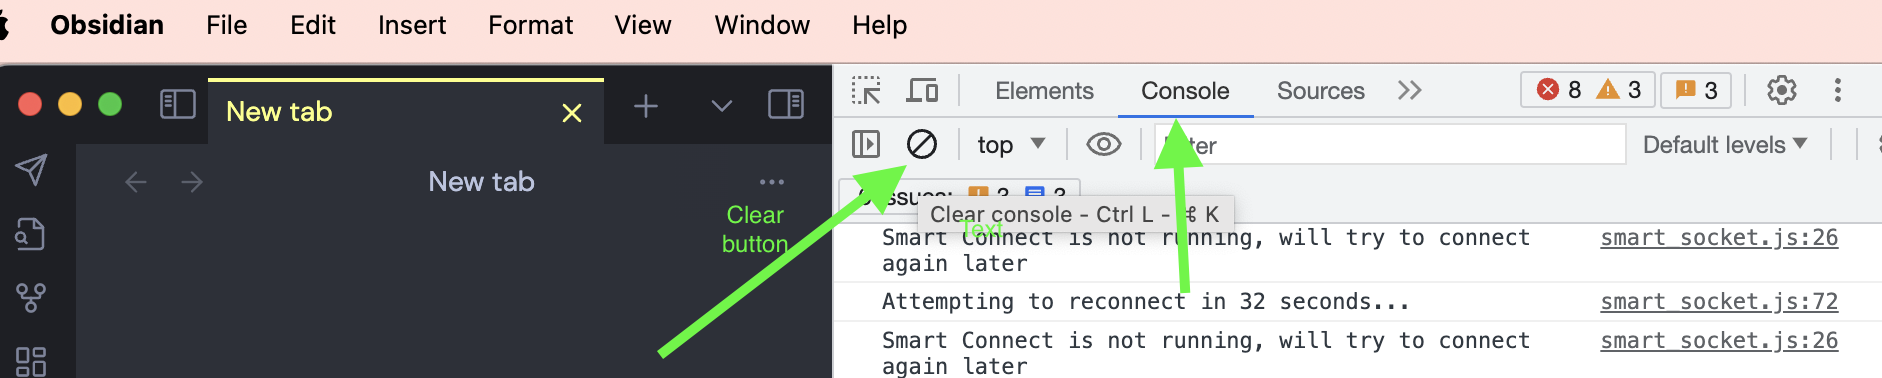 Obsidian File Edit Insert Format View Window Help
New tab
Elements Console Sources 8 3 3
top Default levels
New tab
Clear
button
3 3
Clear console - Ctrl L - ⌘ K
Text
Smart Connect is not running, will try to connect smart_socket.js:26
again later
Attempting to reconnect in 32 seconds... smart_socket.js:72
Smart Connect is not running, will try to connect smart_socket.js:26
again later